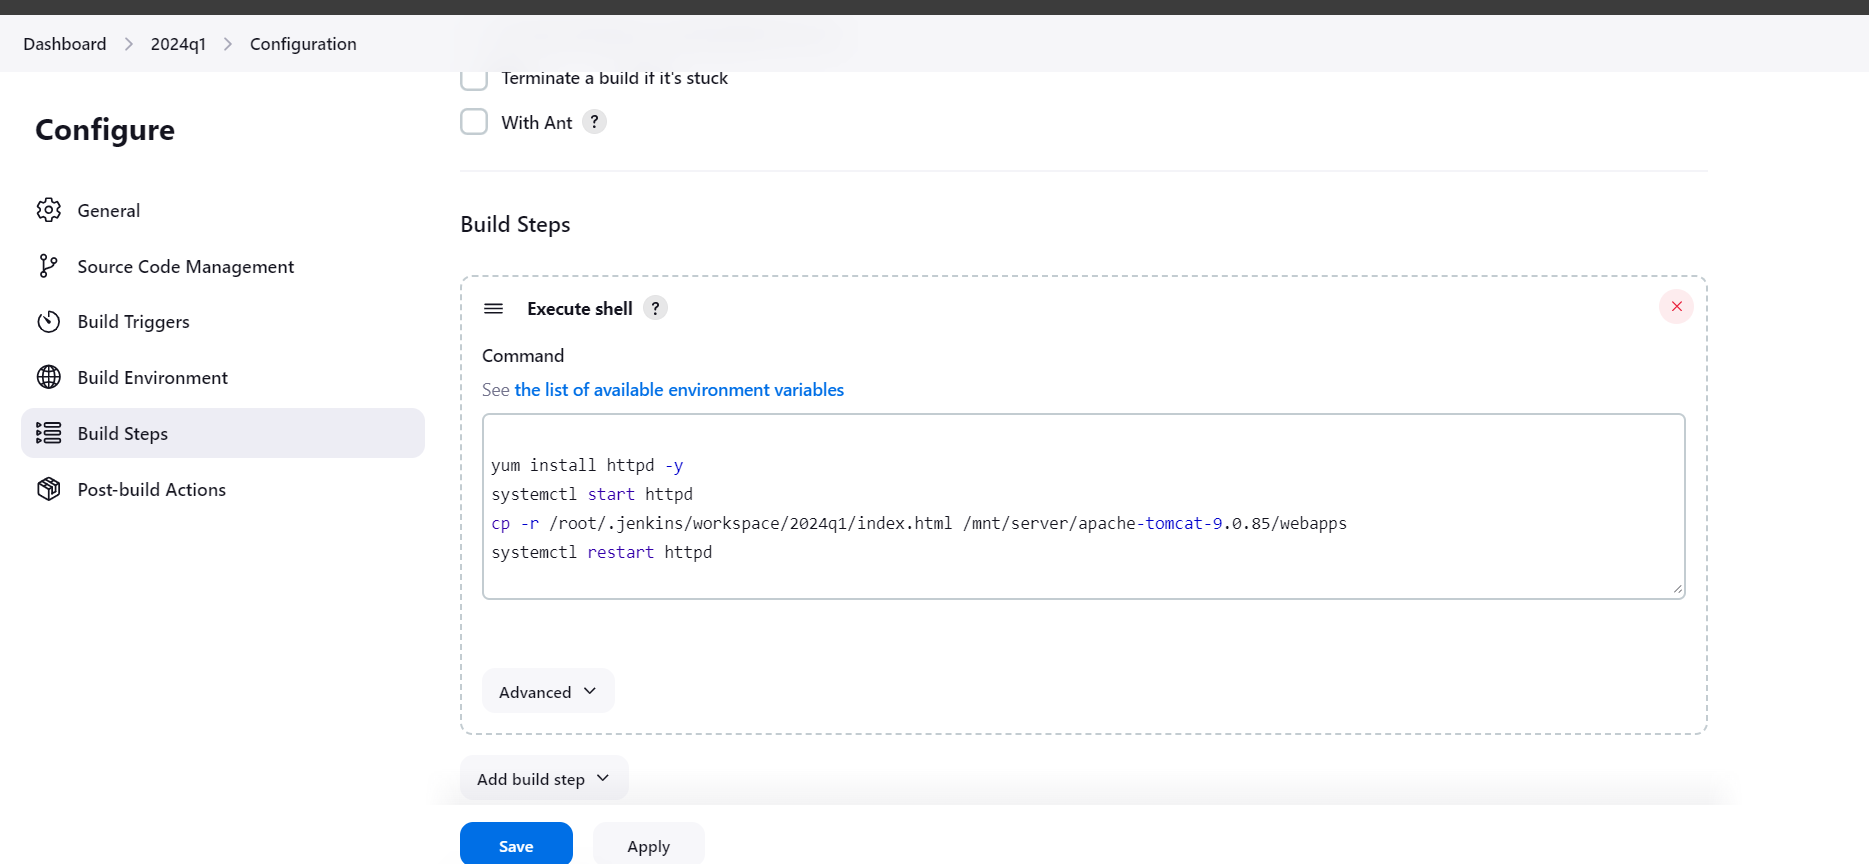 Dashboard > 2024q1 > Configuration
Terminate a build if it's stuck
With Ant ?
Configure
General
Source Code Management
Build Triggers
Build Environment
Build Steps
Post-build Actions
Build Steps
Execute shell ?
Command
See the list of available environment variables
yum install httpd -y
systemctl start httpd
cp -r /root/.jenkins/workspace/2024q1/index.html /mnt/server/apache-tomcat-9.0.85/webapps
systemctl restart httpd
Advanced
Add build step
Save Apply